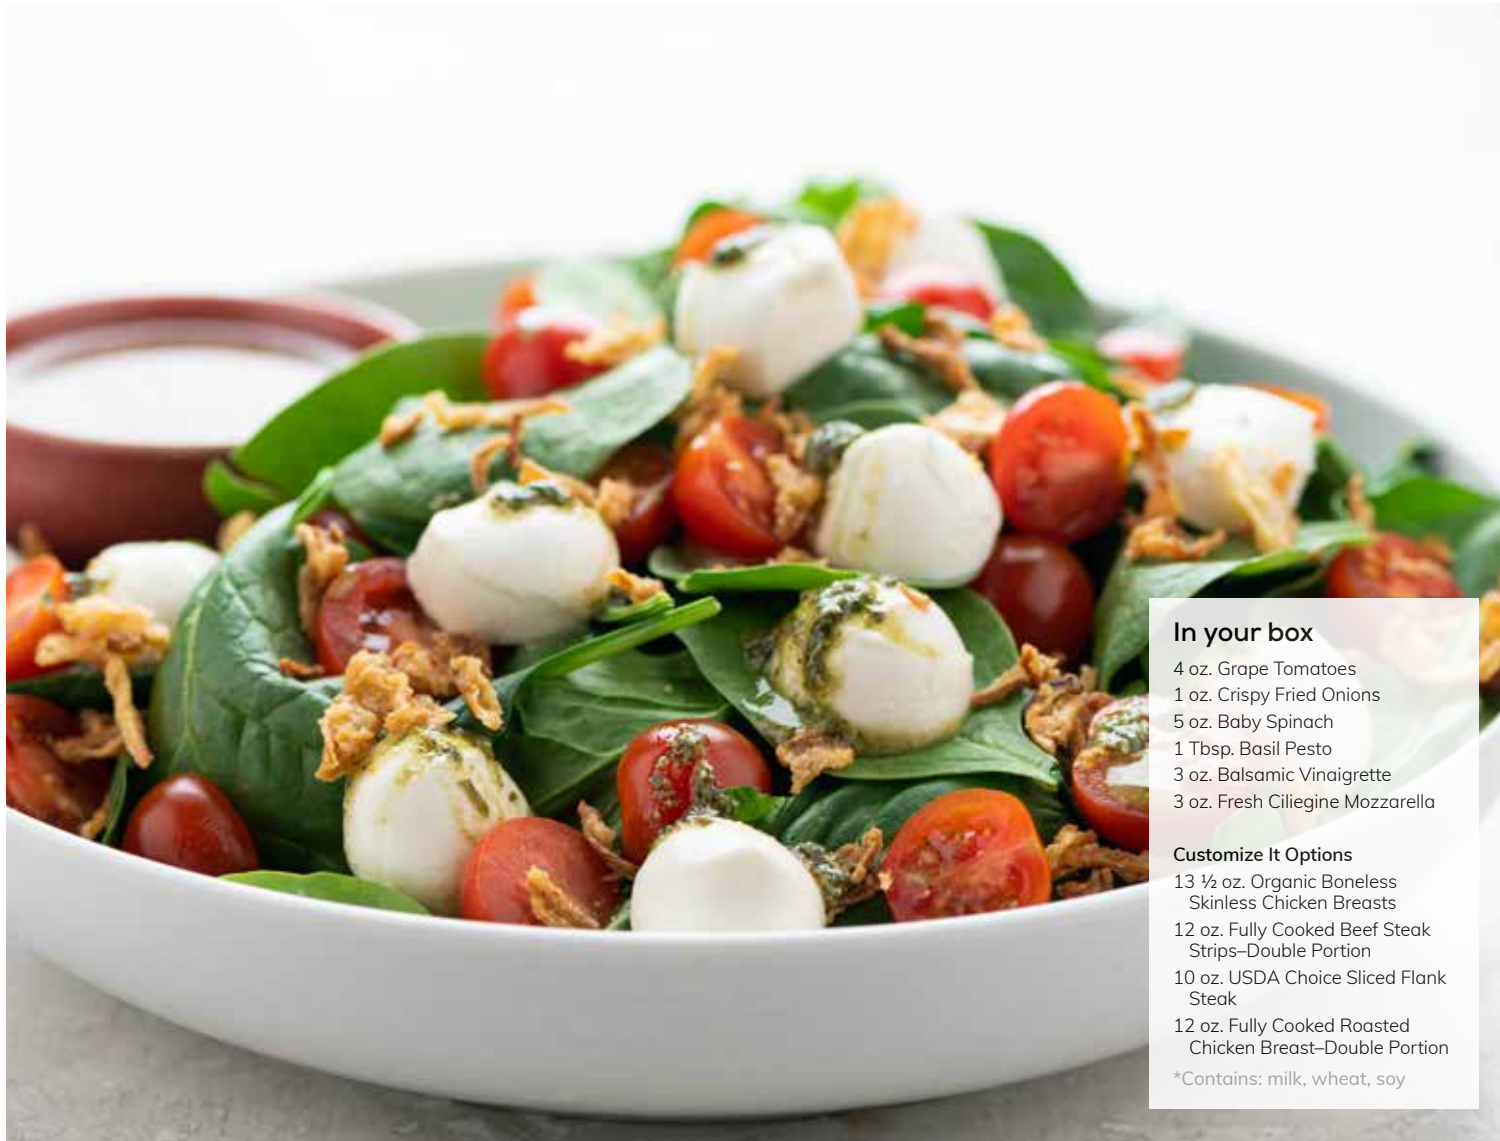 In your box
4 oz. Grape Tomatoes
1 oz. Crispy Fried Onions
5 oz. Baby Spinach
1 Tbsp. Basil Pesto
3 oz. Balsamic Vinaigrette
3 oz. Fresh Ciliegine Mozzarella
Customize It Options
13 ½ oz. Organic Boneless
Skinless Chicken Breasts
12 oz. Fully Cooked Beef Steak
Strips–Double Portion
10 oz. USDA Choice Sliced Flank
Steak
12 oz. Fully Cooked Roasted
Chicken Breast–Double Portion
*Contains: milk, wheat, soy